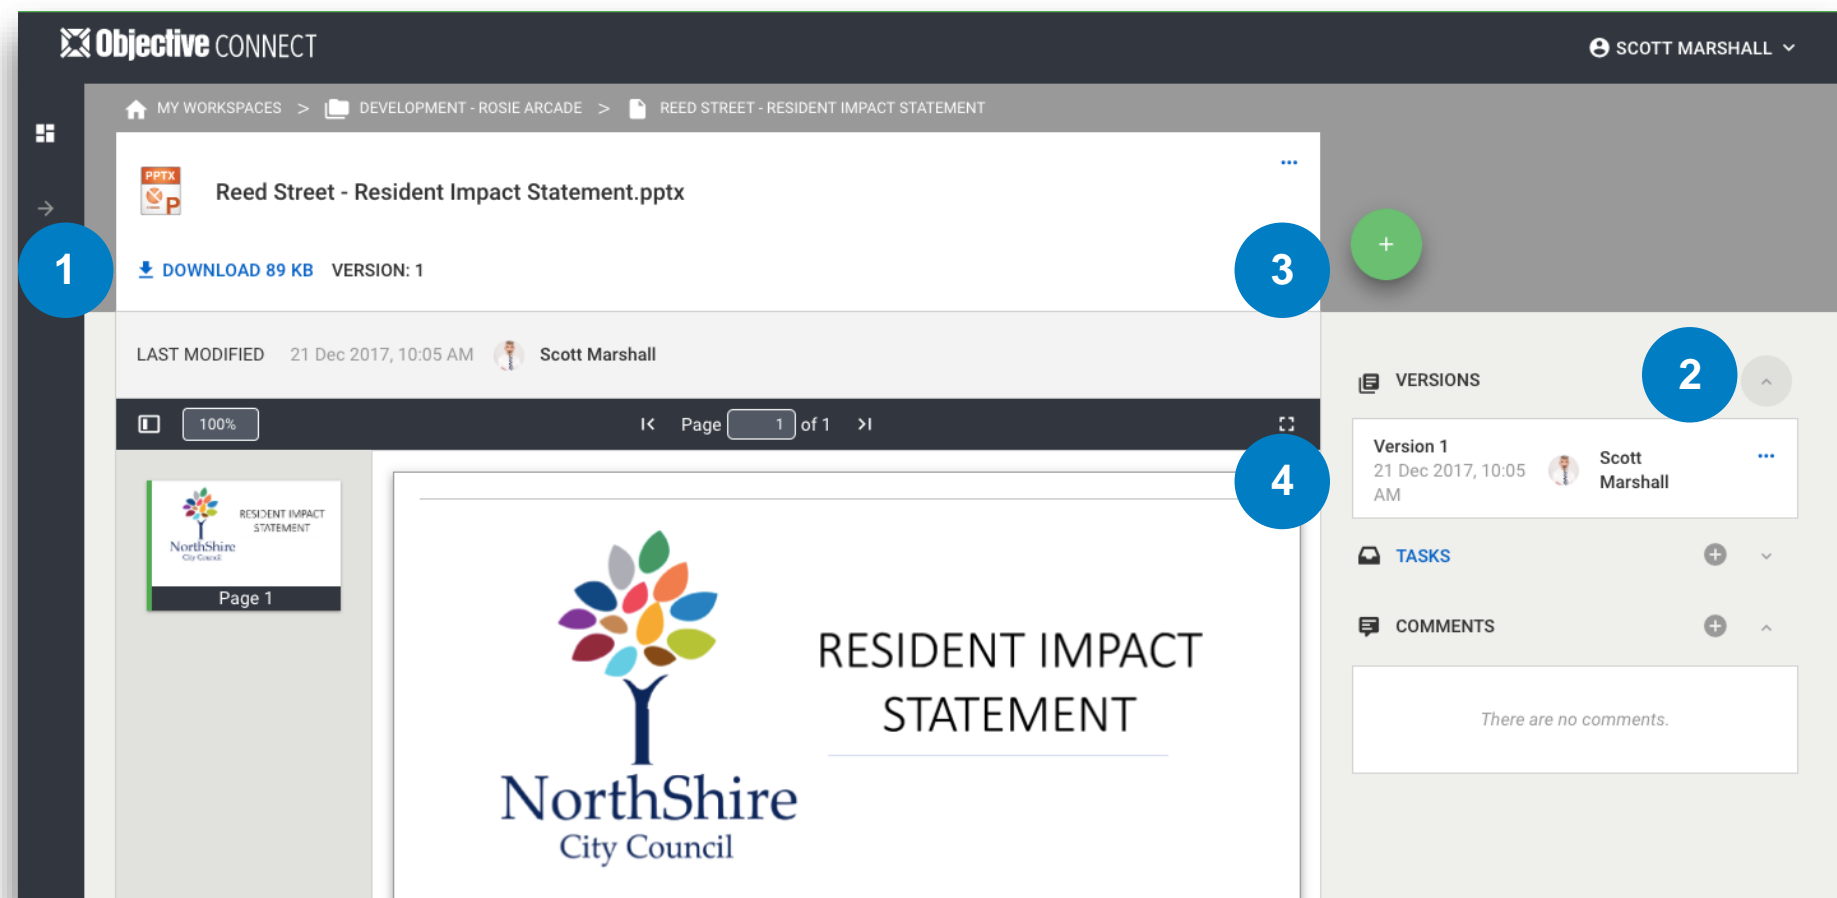 Objective CONNECT
SCOTT MARSHALL
MY WORKSPACES > DEVELOPMENT - ROSIE ARCADE > REED STREET - RESIDENT IMPACT STATEMENT
PPTX
P
Reed Street - Resident Impact Statement.pptx
...
1
DOWNLOAD 89 KB VERSION: 1
3
+
LAST MODIFIED 21 Dec 2017, 10:05 AM Scott Marshall
100%
Page 1 of 1
4
RESIDENT IMPACT
STATEMENT
NorthShire
City Council
Page 1
RESIDENT IMPACT
STATEMENT
NorthShire
City Council
VERSIONS
2
Version 1
21 Dec 2017, 10:05
AM
Scott
Marshall
...
TASKS
COMMENTS
There are no comments.